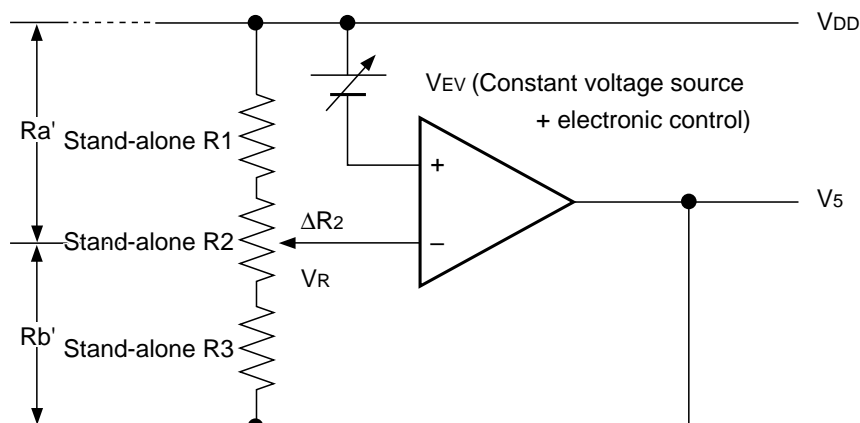 VDD
VEV (Constant voltage source
+ electronic control)
Ra'
Stand-alone R1
+
V5
ΔR2
Stand-alone R2
−
VR
Rb'
Stand-alone R3